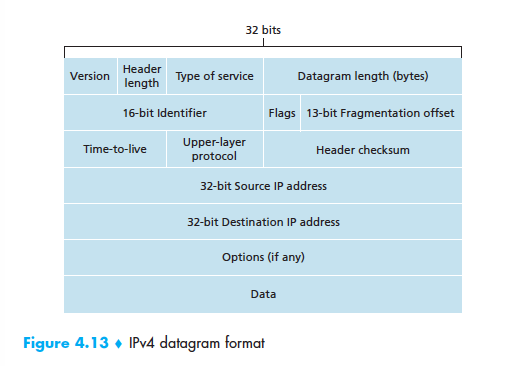 32 bits
Version Header length Type of service Datagram length (bytes)
16-bit Identifier Flags 13-bit Fragmentation offset
Time-to-live Upper-layer protocol Header checksum
32-bit Source IP address
32-bit Destination IP address
Options (if any)
Data
Figure 4.13 ♦ IPv4 datagram format